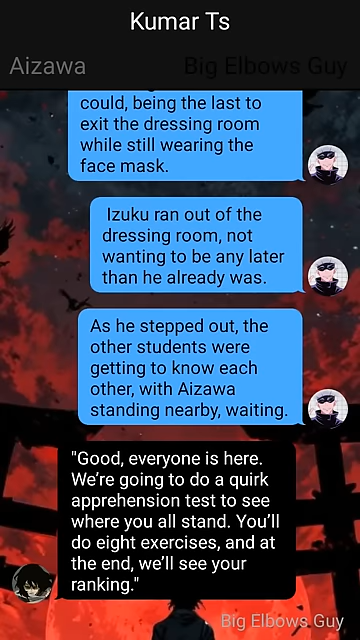 Kumar Ts
Aizawa
Big Elbows Guy
could, being the last to
exit the dressing room
while still wearing the
face mask.
Izuku ran out of the
dressing room, not
wanting to be any later
than he already was.
As he stepped out, the
other students were
getting to know each
other, with Aizawa
standing nearby, waiting.
"Good, everyone is here.
We’re going to do a quirk
apprehension test to see
where you all stand. You’ll
do eight exercises, and at
the end, we’ll see your
ranking."
Big Elbows Guy